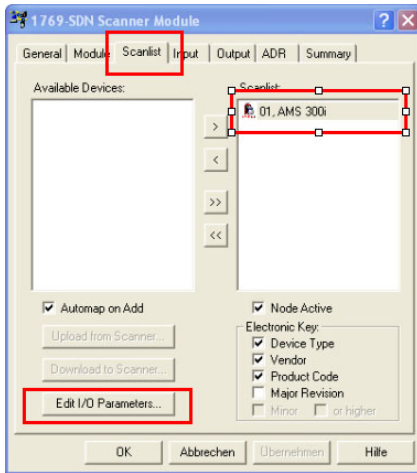 1769-SDN Scanner Module
General Module Scanlist Input Output ADR Summary
Available Devices: Scanlist:
01, AMS 300i
>
<
>>
<<
Automap on Add
Node Active
Upload from Scanner...
Download to Scanner...
Edit I/O Parameters...
Electronic Key:
Device Type
Vendor
Product Code
Major Revision
Minor or higher
OK Abbrechen Übernehmen Hilfe